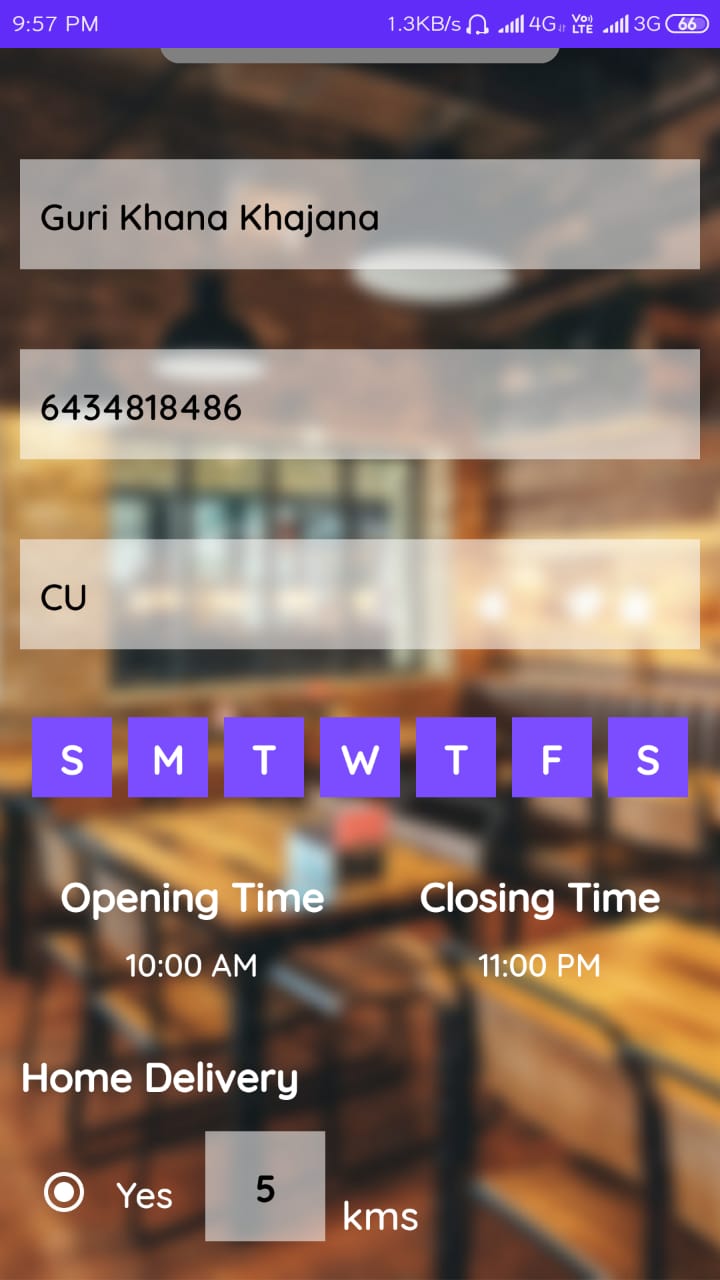 9:57 PM 1.3KB/s 4G Vo) LTE 3G 66
Guri Khana Khajana
6434818486
CU
S M T W T F S
Opening Time Closing Time
10:00 AM 11:00 PM
Home Delivery
Yes 5 kms